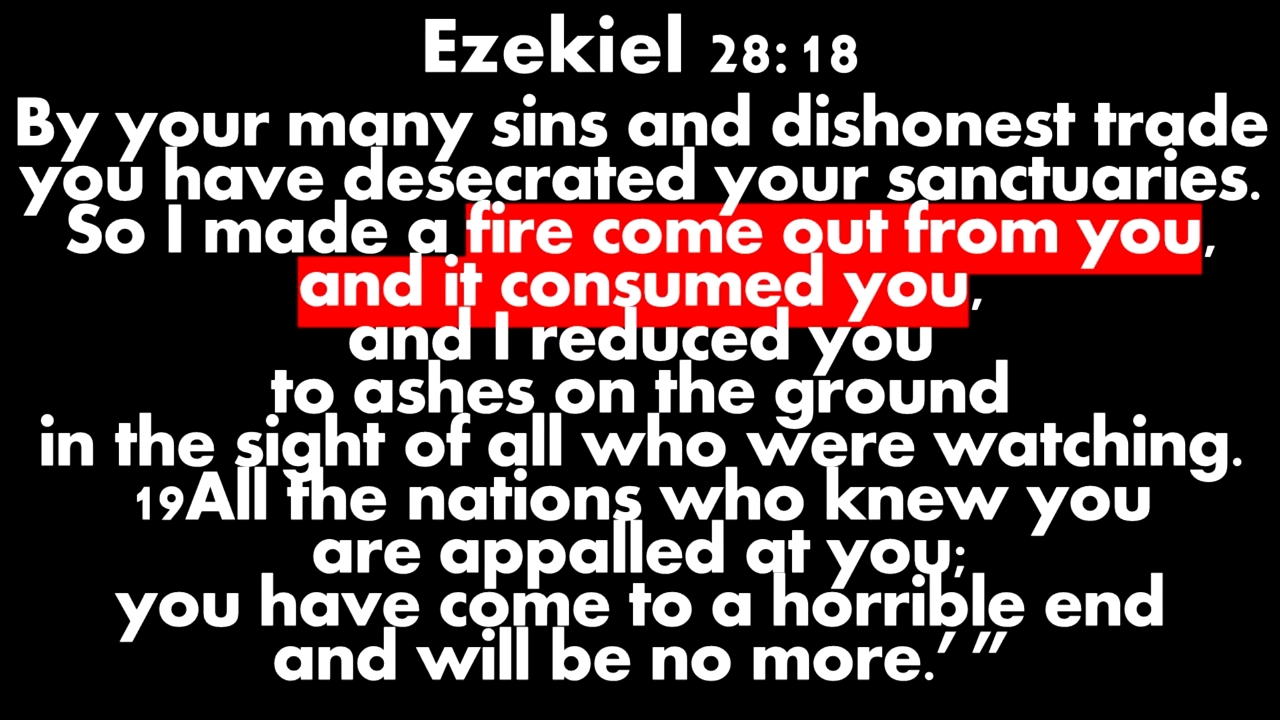 Ezekiel 28:18
By your many sins and dishonest trade
you have desecrated your sanctuaries.
So I made a fire come out from you,
and it consumed you,
and I reduced you
to ashes on the ground
in the sight of all who were watching.
19All the nations who knew you
are appalled at you;
you have come to a horrible end
and will be no more.’ ”